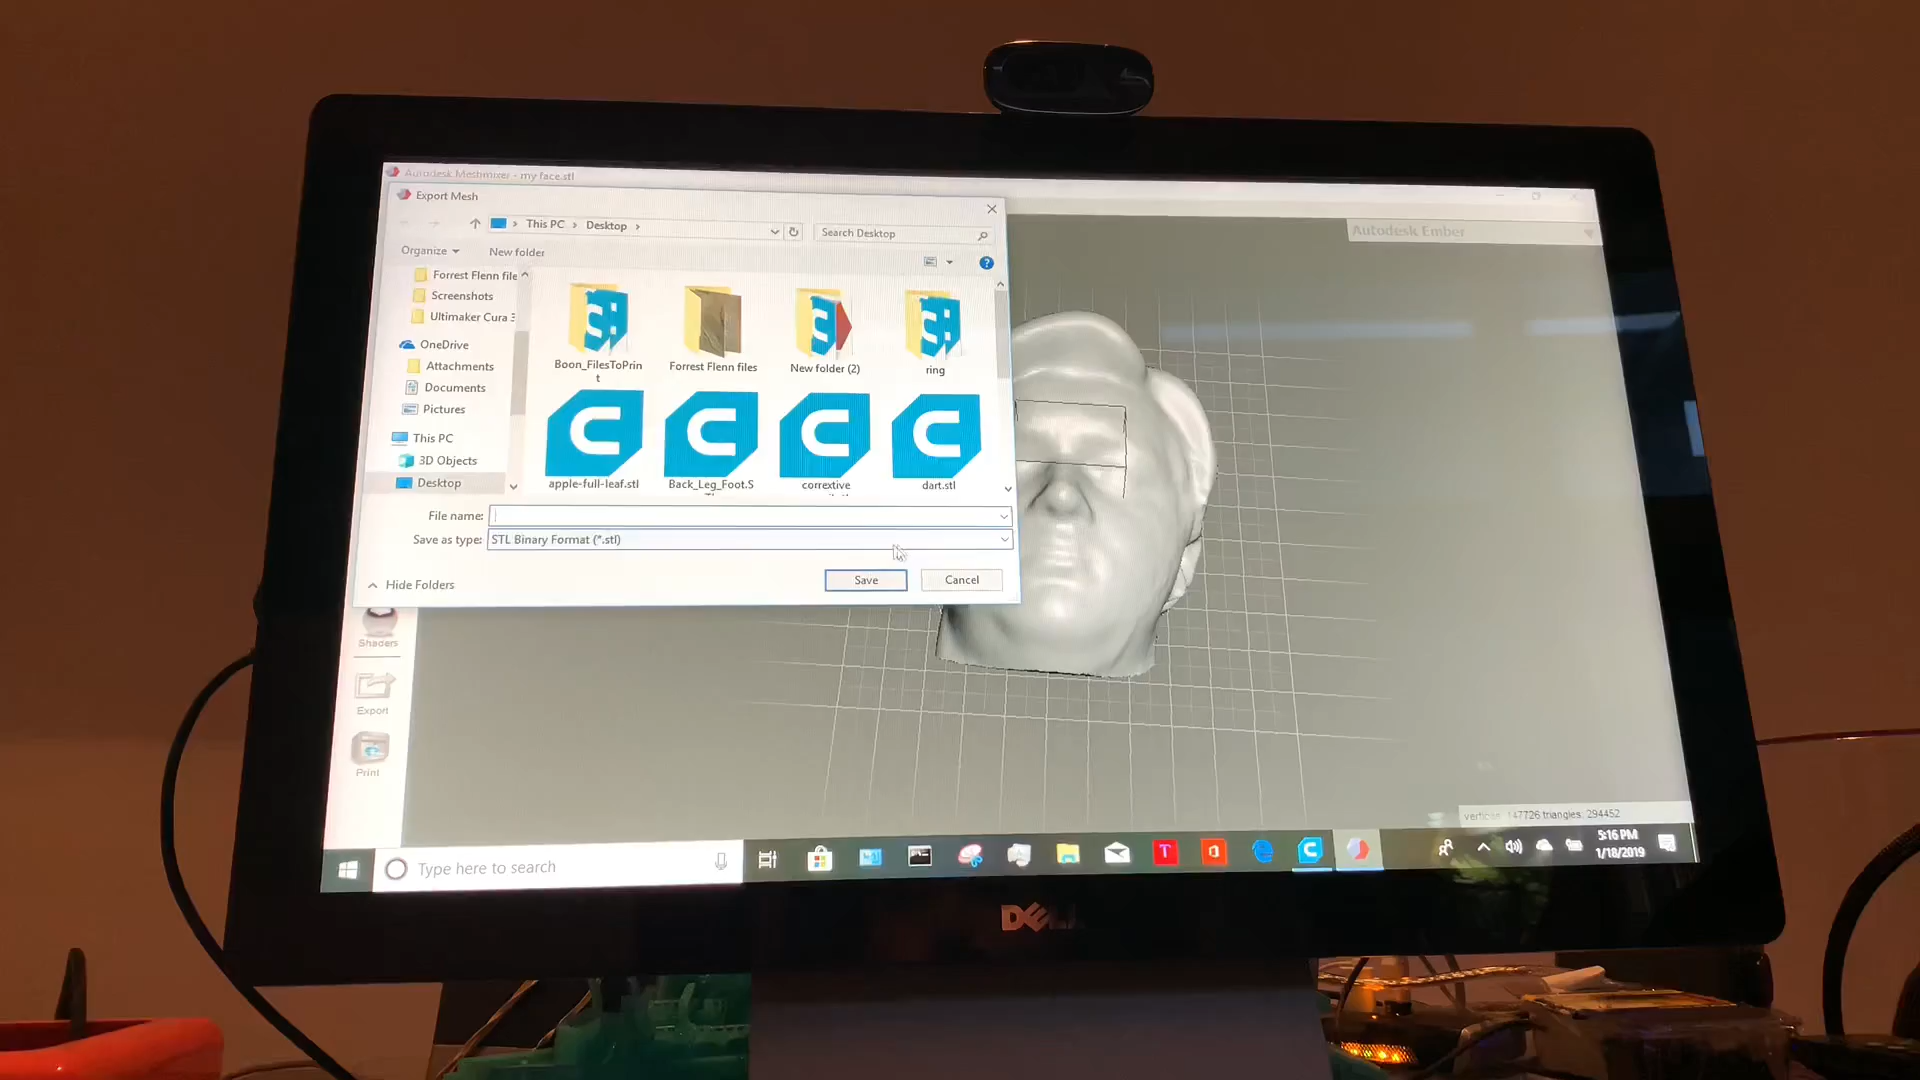 Autodesk Meshmixer - my face.stl
Export Mesh
This PC > Desktop >
Search Desktop
Organize
New folder
Autodesk Ember
Forrest Flenn file
Screenshots
Ultimaker Cura 3
OneDrive
Attachments
Documents
Pictures
This PC
3D Objects
Desktop
Boon_FilesToPrin
t
Forrest Flenn files
New folder (2)
ring
apple-full-leaf.stl
Back_Leg_Foot.S
corrextive
dart.stl
File name:
Save as type: STL Binary Format (*.stl)
Hide Folders
Save
Cancel
Shaders
Export
Print
triangles: 294452
Type here to search
5:16 PM
1/18/2019
DELL